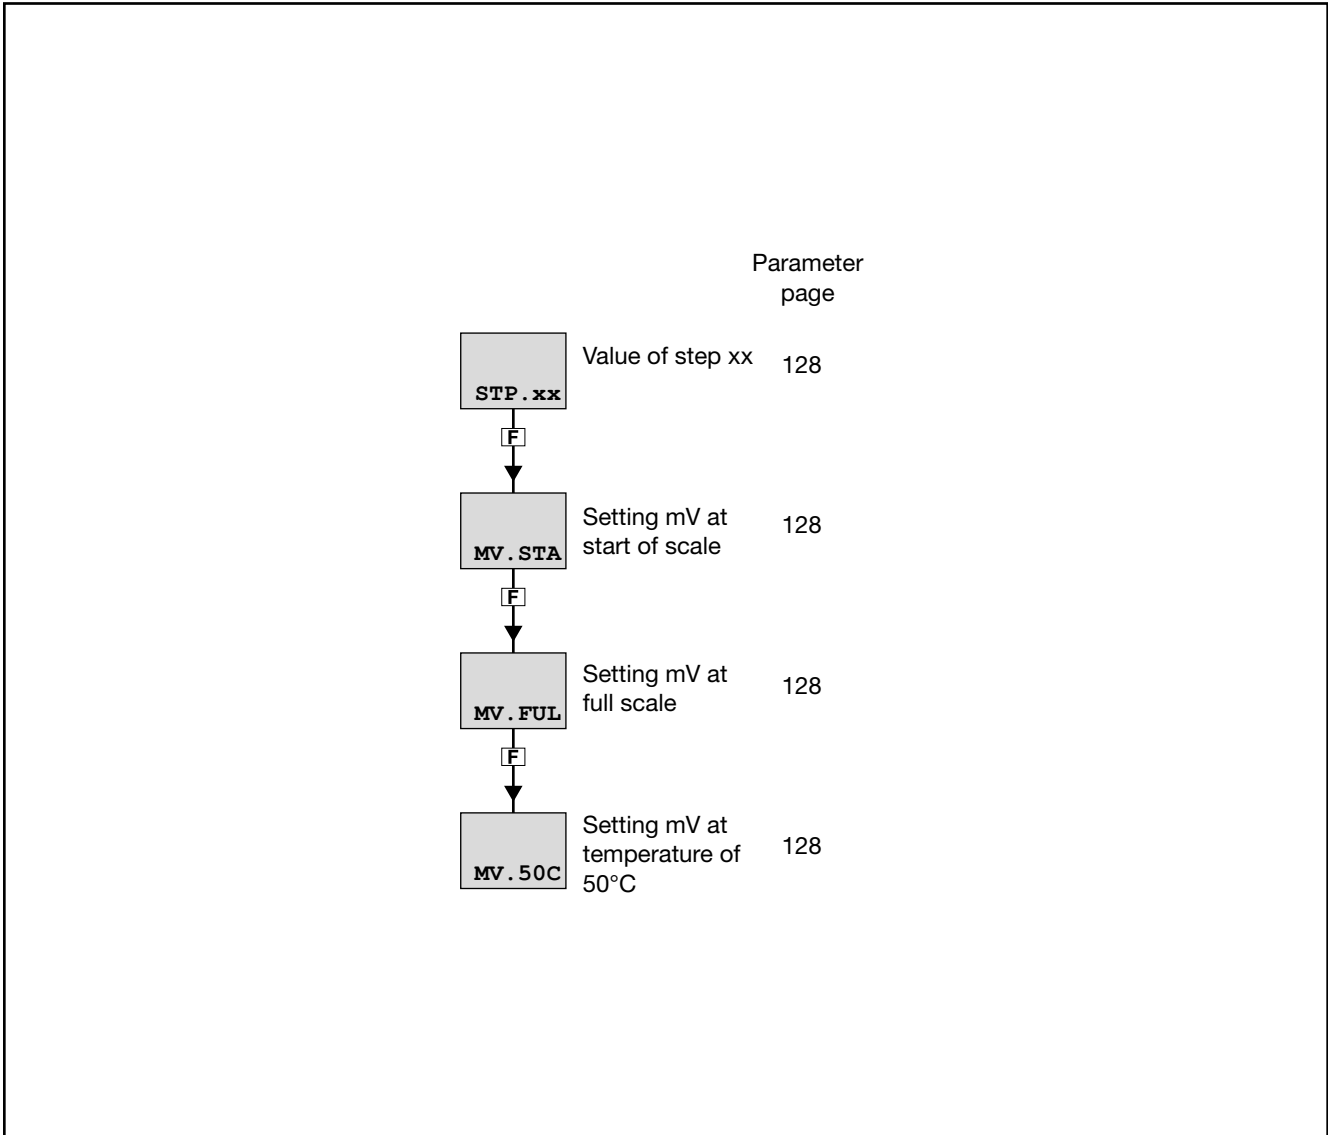 Parameter
page
STP.xx
Value of step xx
128
F
MV.STA
Setting mV at
start of scale
128
F
MV.FUL
Setting mV at
full scale
128
F
MV.50C
Setting mV at
temperature of
50°C
128